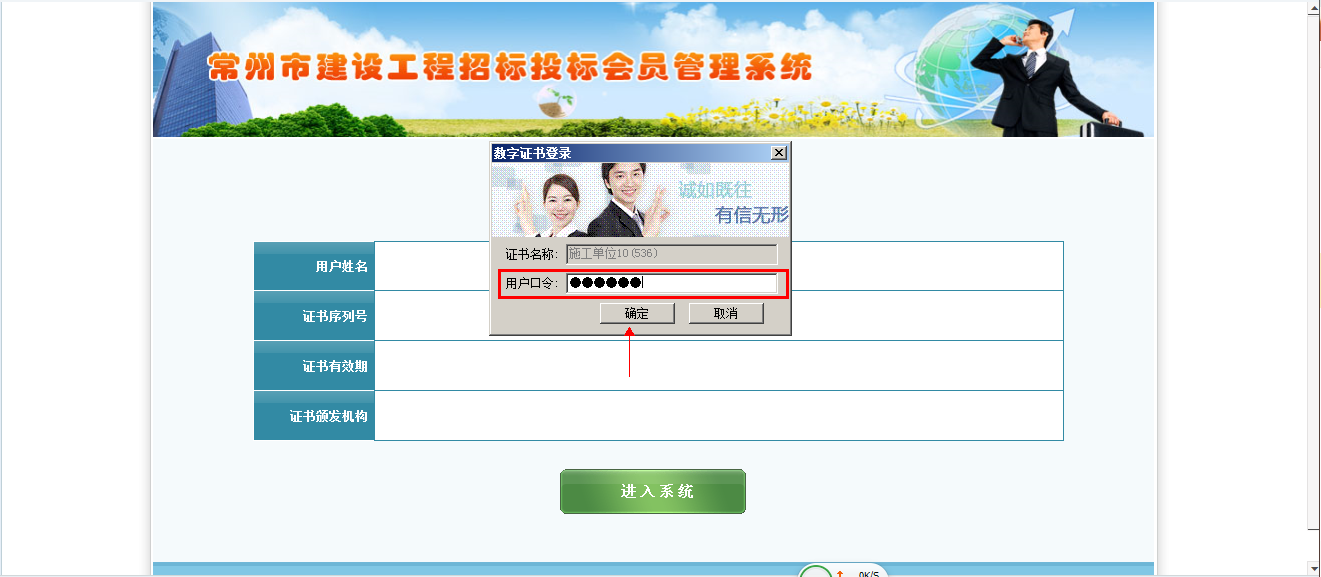 常州市建设工程招标投标会员管理系统
数字证书登录
诚如既往
有信无形
证书名称：
施工单位10(536)
用户口令：
●●●●●●
确定
取消
用户姓名
证书序列号
证书有效期
证书颁发机构
进入系统
0K/S